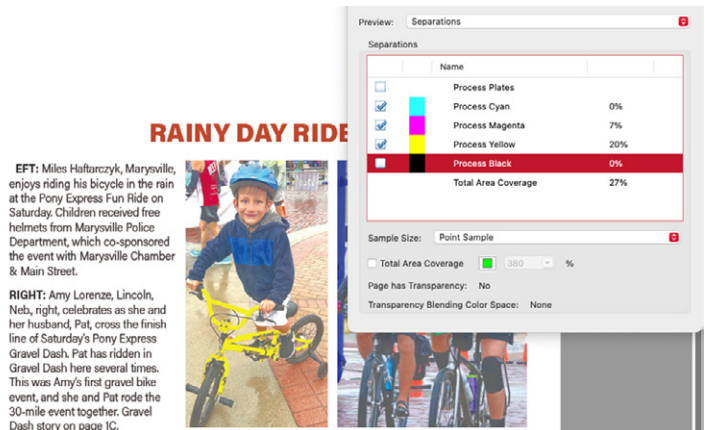 Preview: Separations
Separations
Name
Process Plates
Process Cyan 0%
Process Magenta 7%
Process Yellow 20%
Process Black 0%
Total Area Coverage 27%
Sample Size: Point Sample
Total Area Coverage 380 %
Page has Transparency: No
Transparency Blending Color Space: None
RAINY DAY RIDE
EFT: Miles Haftarczyk, Marysville,
enjoys riding his bicycle in the rain
at the Pony Express Fun Ride on
Saturday. Children received free
helmets from Marysville Police
Department, which co-sponsored
the event with Marysville Chamber
& Main Street.
RIGHT: Amy Lorenze, Lincoln,
Neb, right, celebrates as she and
her husband, Pat, cross the finish
line of Saturday's Pony Express
Gravel Dash. Pat has ridden in
Gravel Dash here several times.
This was Amy's first gravel bike
event, and she and Pat rode the
30-mile event together. Gravel
Dash story on page 1C.